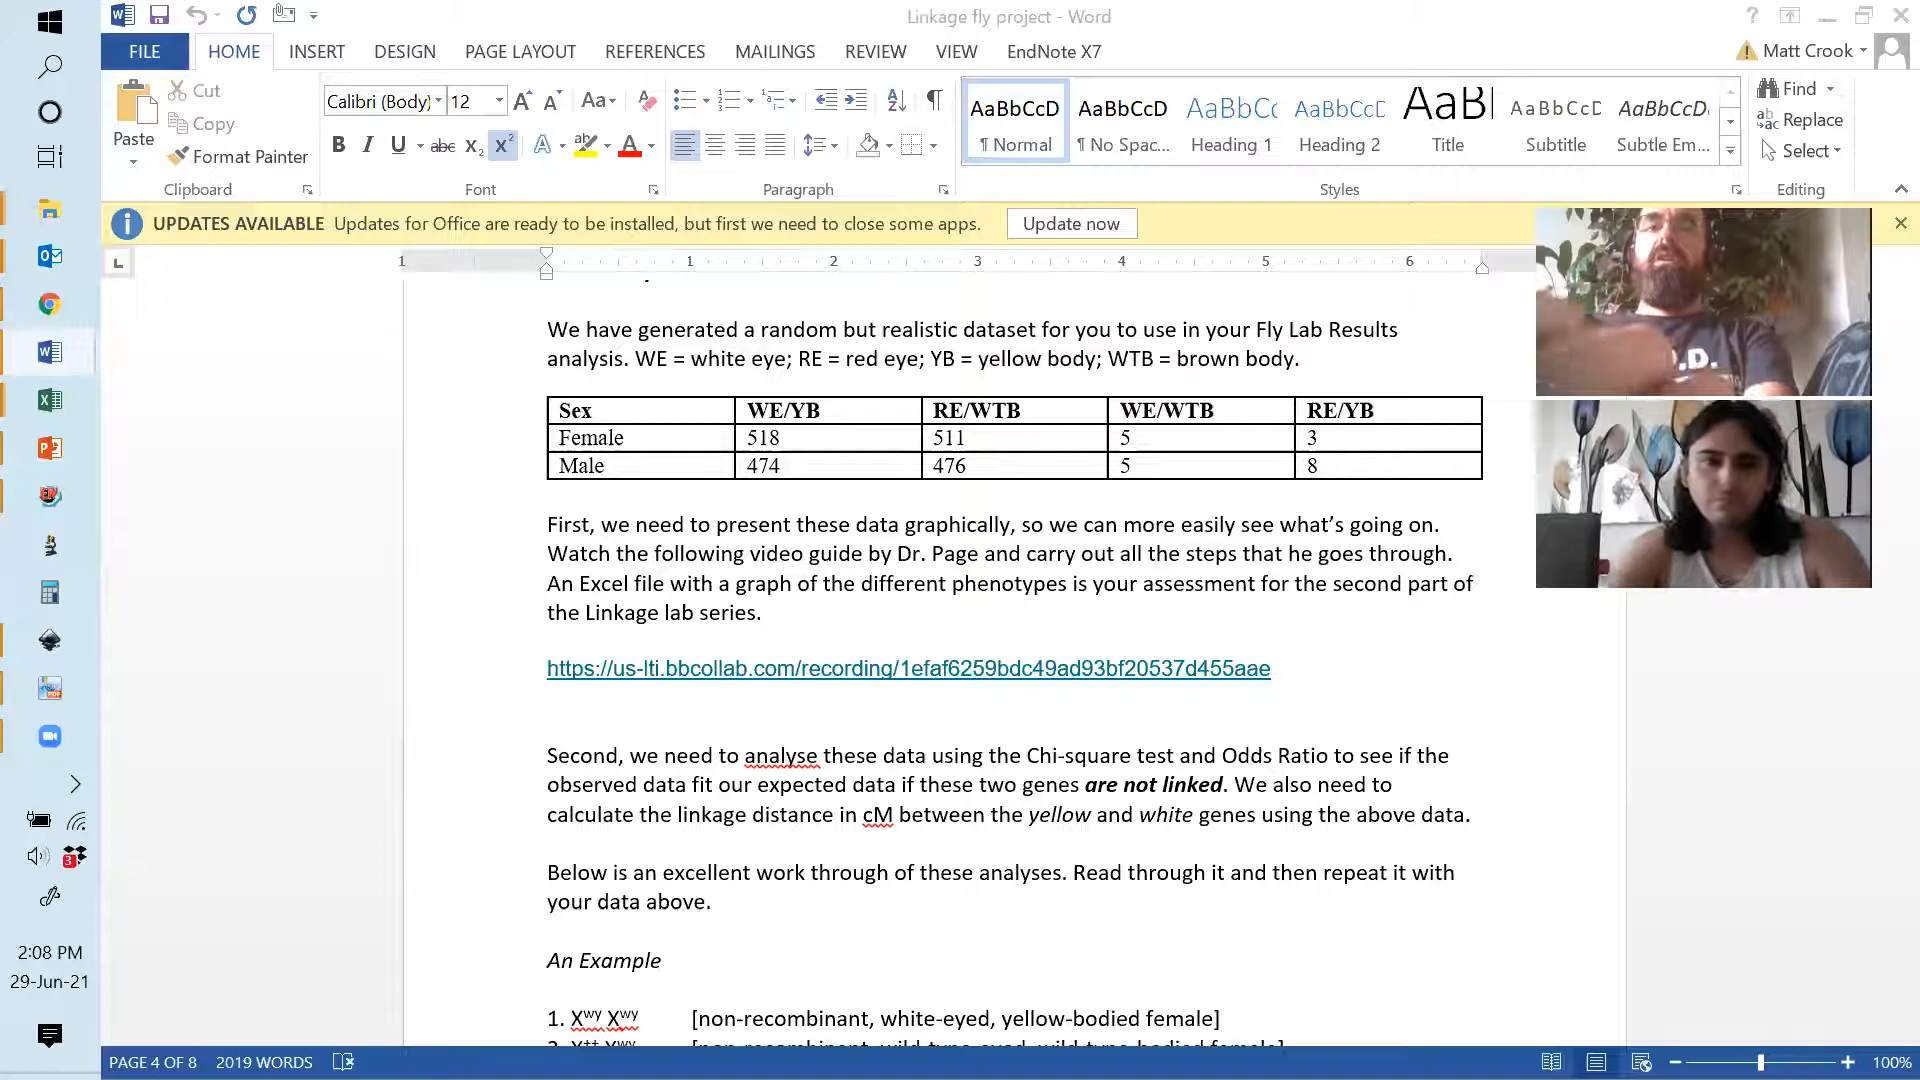 Linkage fly project - Word
FILE HOME INSERT DESIGN PAGE LAYOUT REFERENCES MAILINGS REVIEW VIEW EndNote X7 Matt Crook
Paste Cut
Copy
Format Painter
Clipboard
Calibri (Body) 12
Font
Paragraph
AaBbCcD AaBbCcD AaBbCc AaBbCcD AaB AaBbCcD AaBbCcD
¶ Normal ¶ No Spac... Heading 1 Heading 2 Title Subtitle Subtle Em...
Styles
Find
Replace
Select
Editing
UPDATES AVAILABLE Updates for Office are ready to be installed, but first we need to close some apps. Update now
1 1 2 3 4 5 6
We have generated a random but realistic dataset for you to use in your Fly Lab Results
analysis. WE = white eye; RE = red eye; YB = yellow body; WTB = brown body.
Sex WE/YB RE/WTB WE/WTB RE/YB
Female 518 511 5 3
Male 474 476 5 8
First, we need to present these data graphically, so we can more easily see what’s going on.
Watch the following video guide by Dr. Page and carry out all the steps that he goes through.
An Excel file with a graph of the different phenotypes is your assessment for the second part of
the Linkage lab series.
https://us-lti.bbcollab.com/recording/1efaf6259bdc49ad93bf20537d455aae
Second, we need to analyse these data using the Chi-square test and Odds Ratio to see if the
observed data fit our expected data if these two genes are not linked. We also need to
calculate the linkage distance in cM between the yellow and white genes using the above data.
Below is an excellent work through of these analyses. Read through it and then repeat it with
your data above.
An Example
1. Xwy Xwy [non-recombinant, white-eyed, yellow-bodied female]
2:08 PM
29-Jun-21
PAGE 4 OF 8 2019 WORDS 100%